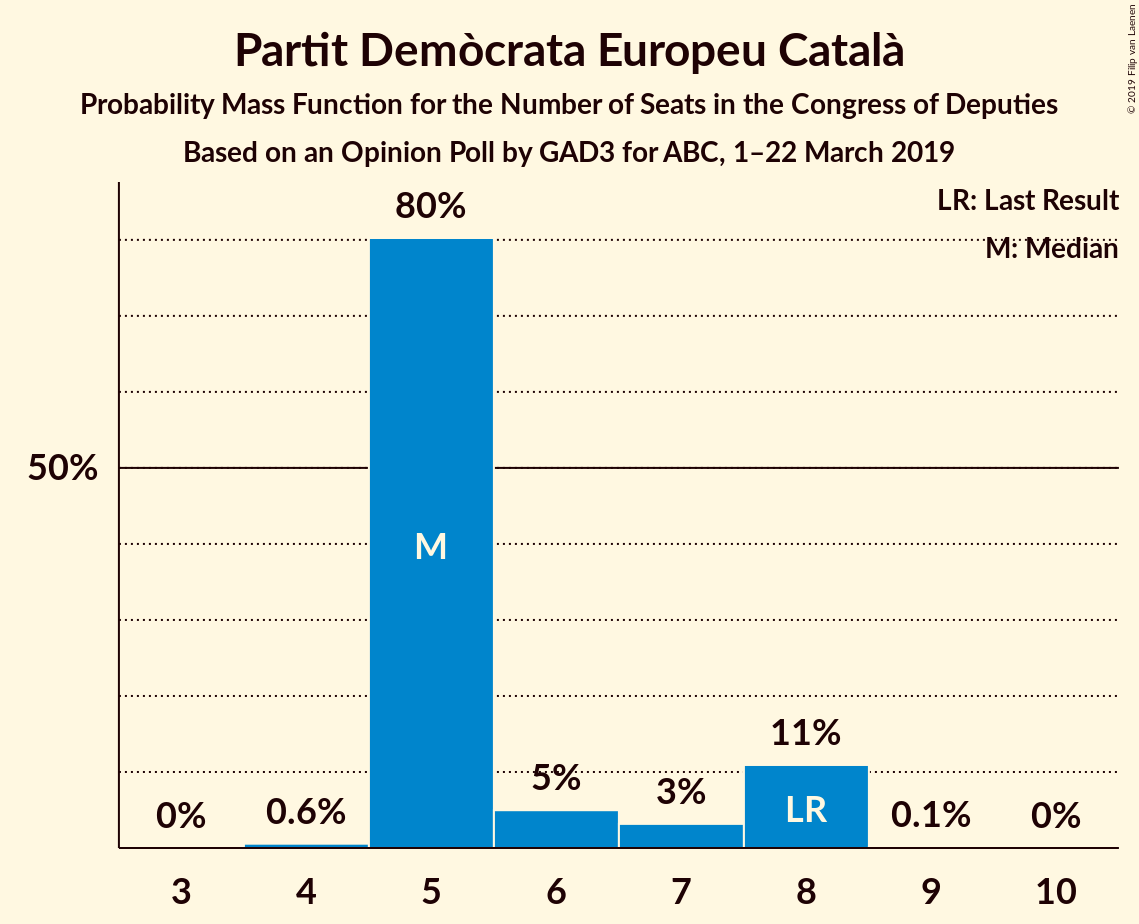 Partit Demòcrata Europeu Català
Probability Mass Function for the Number of Seats in the Congress of Deputies
Based on an Opinion Poll by GAD3 for ABC, 1–22 March 2019
© 2019 Filip van Laenen
LR: Last Result
M: Median
80%
50%
M
11%
5%
3%
LR
0%
0.6%
0.1%
0%
3 4 5 6 7 8 9 10